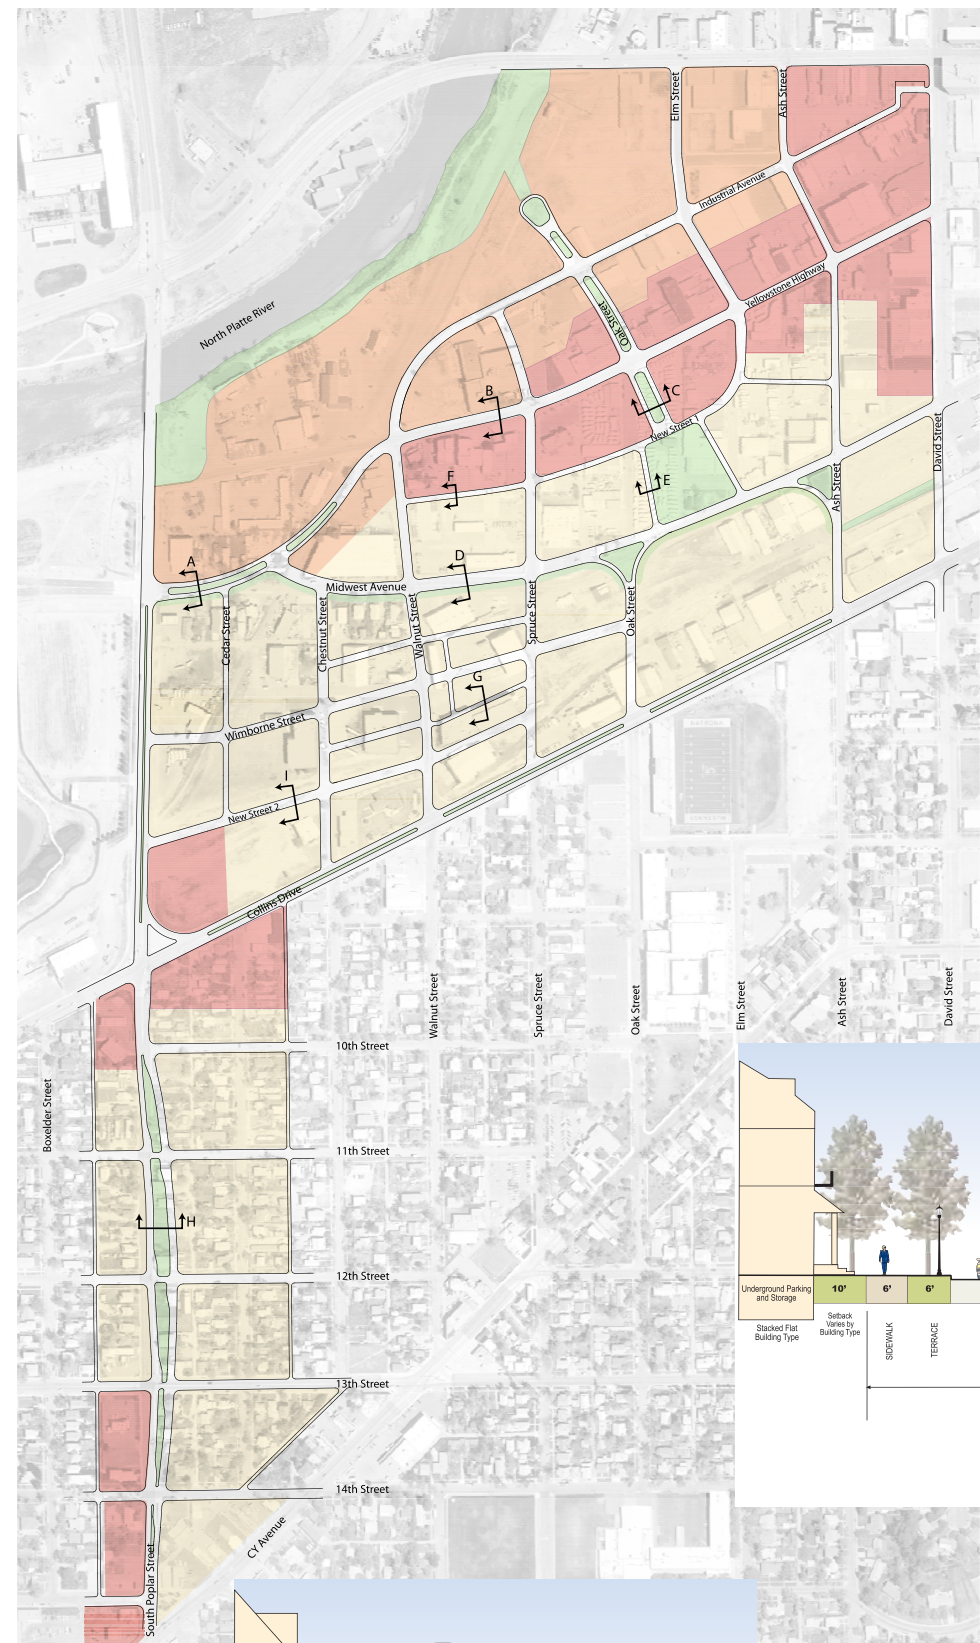 Elm Street
Ash Street
Industrial Avenue
Yellowstone Highway
North Platte River
Oak Street
B
C
New Street 1
David Street
F
E
Ash Street
A
D
Midwest Avenue
Cedar Street
Chestnut Street
Walnut Street
Spruce Street
Oak Street
G
Wimborne Street
I
New Street 2
Collins Drive
Walnut Street
Spruce Street
Oak Street
Elm Street
Ash Street
David Street
10th Street
Boxelder Street
11th Street
H
12th Street
13th Street
14th Street
CY Avenue
South Poplar Street
Underground Parking
and Storage
10'
6'
6'
Stacked Flat
Building Type
Setback
Varies by
Building Type
SIDEWALK
TERRACE